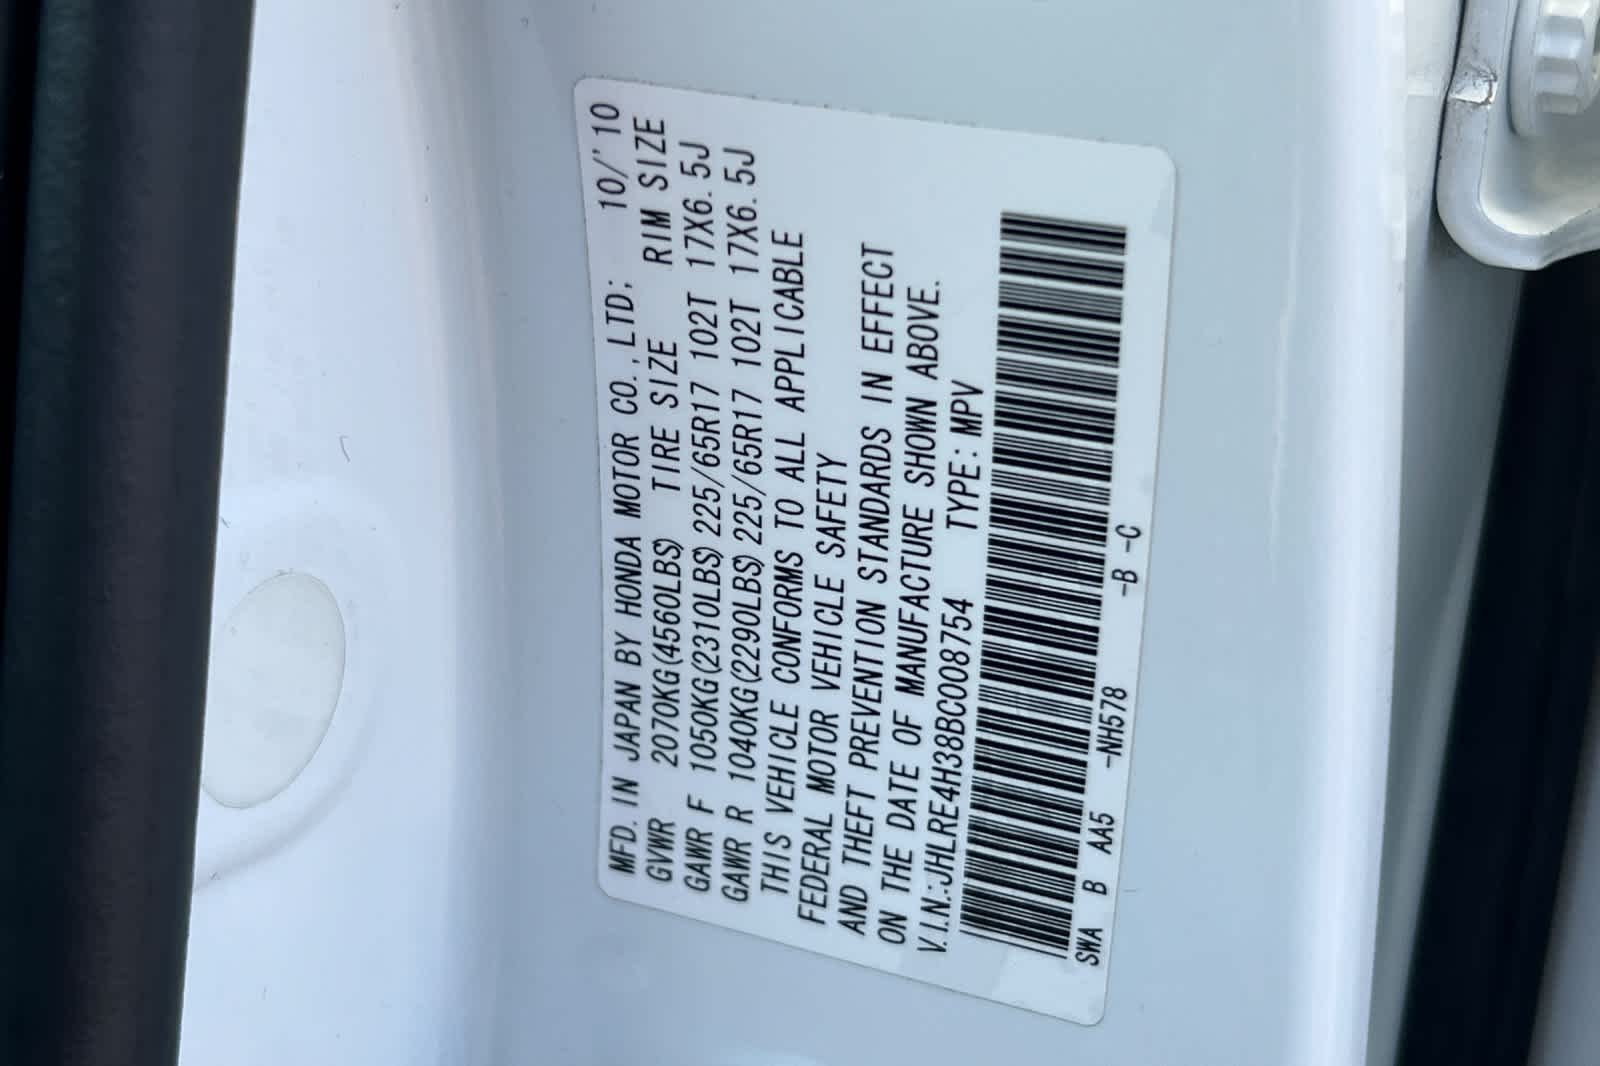 MFD. IN JAPAN BY HONDA MOTOR CO., LTD; 10/'10
GVWR 2070KG(4560LBS) TIRE SIZE RIM SIZE
GAWR F 1050KG(2310LBS) 225/65R17 102T 17X6.5J
GAWR R 1040KG(2290LBS) 225/65R17 102T 17X6.5J
THIS VEHICLE CONFORMS TO ALL APPLICABLE
FEDERAL MOTOR VEHICLE SAFETY
AND THEFT PREVENTION STANDARDS IN EFFECT
ON THE DATE OF MANUFACTURE SHOWN ABOVE.
V.I.N.:JHLRE4H38BC008754 TYPE: MPV
SWA B AA5 -NH578 -B -C